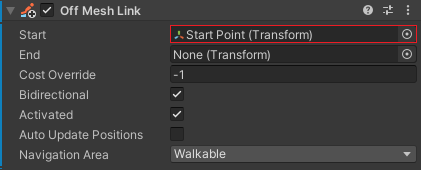 Off Mesh Link
Start Start Point (Transform)
End None (Transform)
Cost Override -1
Bidirectional
Activated
Auto Update Positions
Navigation Area Walkable